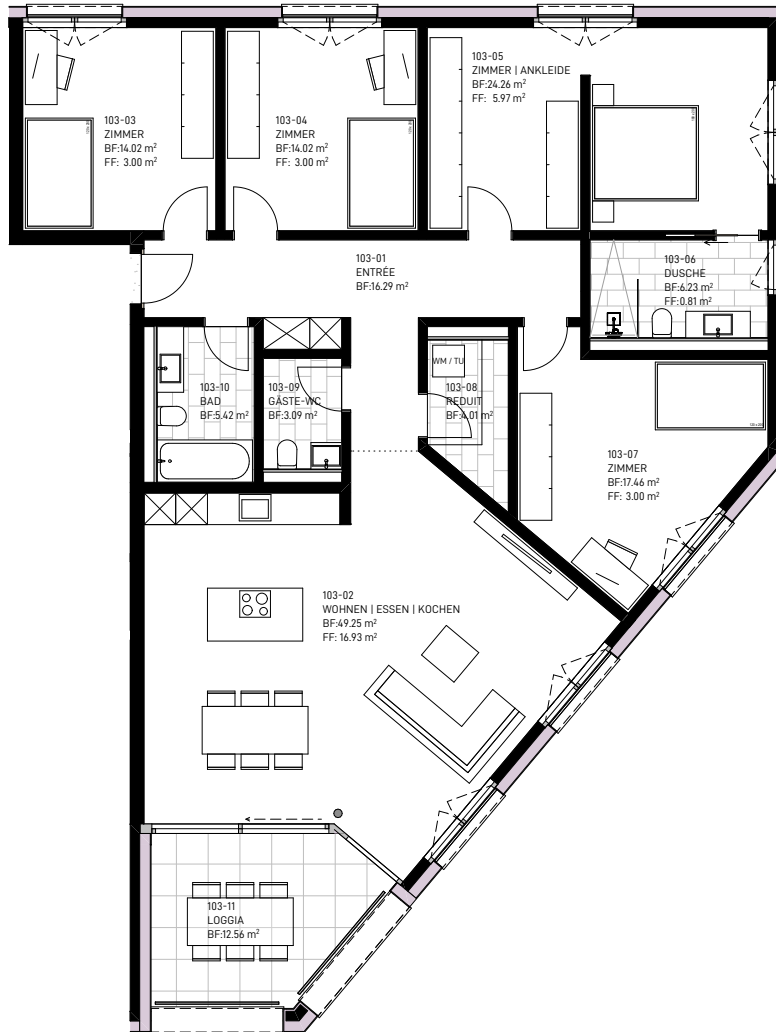 103-05
ZIMMER | ANKLEIDE
BF:24.26 m²
FF: 5.97 m²
103-03
ZIMMER
BF:14.02 m²
FF: 3.00 m²
103-04
ZIMMER
BF:14.02 m²
FF: 3.00 m²
103-01
ENTRÉE
BF:16.29 m²
103-06
DUSCHE
BF:6.23 m²
FF:0.81 m²
WM / TU
103-10
BAD
BF:5.42 m²
103-09
GÄSTE-WC
BF:3.09 m²
103-08
REDUIT
BF:4.01 m²
103-07
ZIMMER
BF:17.46 m²
FF: 3.00 m²
103-02
WOHNEN | ESSEN | KOCHEN
BF:49.25 m²
FF: 16.93 m²
103-11
LOGGIA
BF:12.56 m²